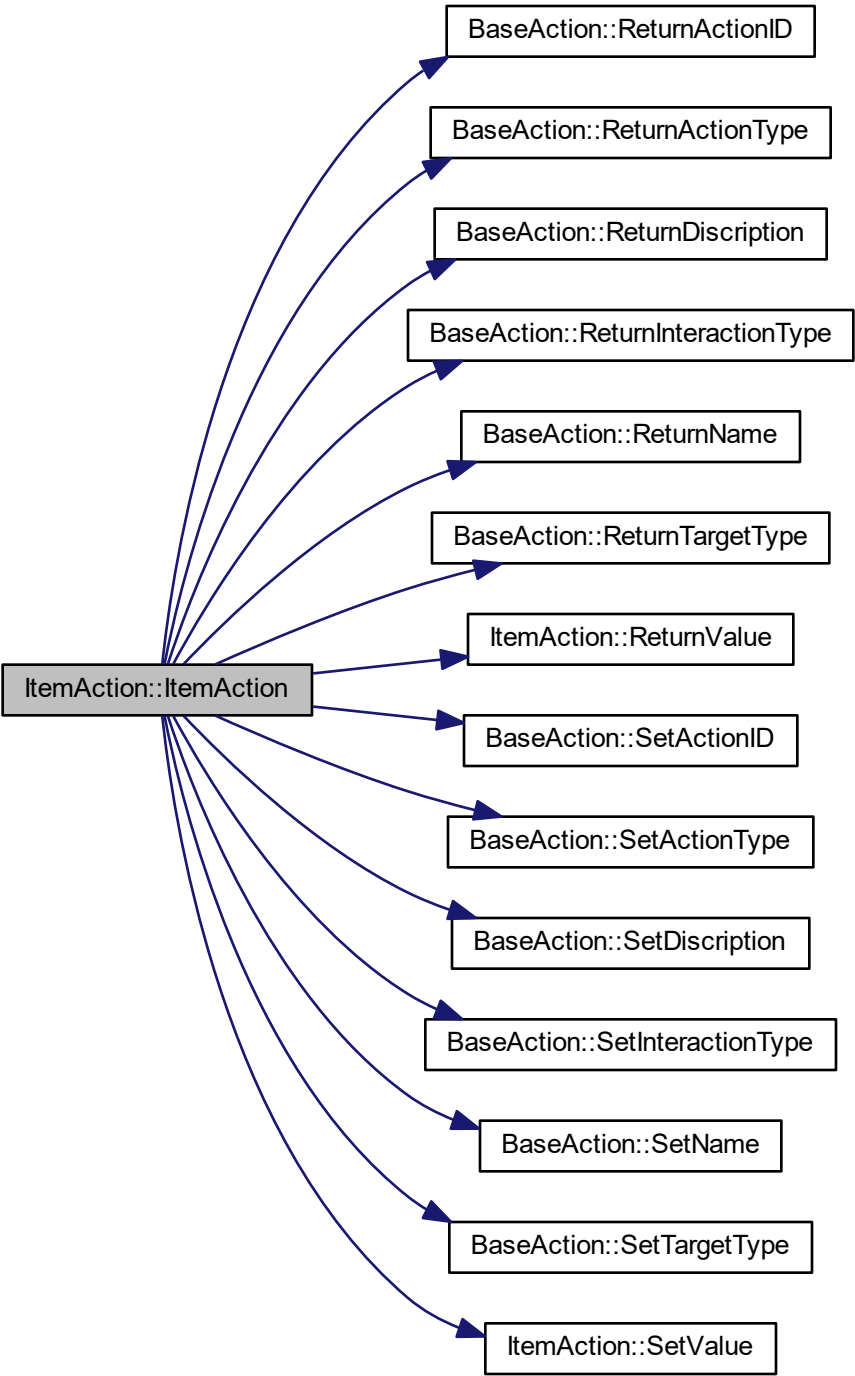 BaseAction::ReturnActionID
BaseAction::ReturnActionType
BaseAction::ReturnDiscription
BaseAction::ReturnInteractionType
BaseAction::ReturnName
BaseAction::ReturnTargetType
ItemAction::ReturnValue
ItemAction::ItemAction
BaseAction::SetActionID
BaseAction::SetActionType
BaseAction::SetDiscription
BaseAction::SetInteractionType
BaseAction::SetName
BaseAction::SetTargetType
ItemAction::SetValue